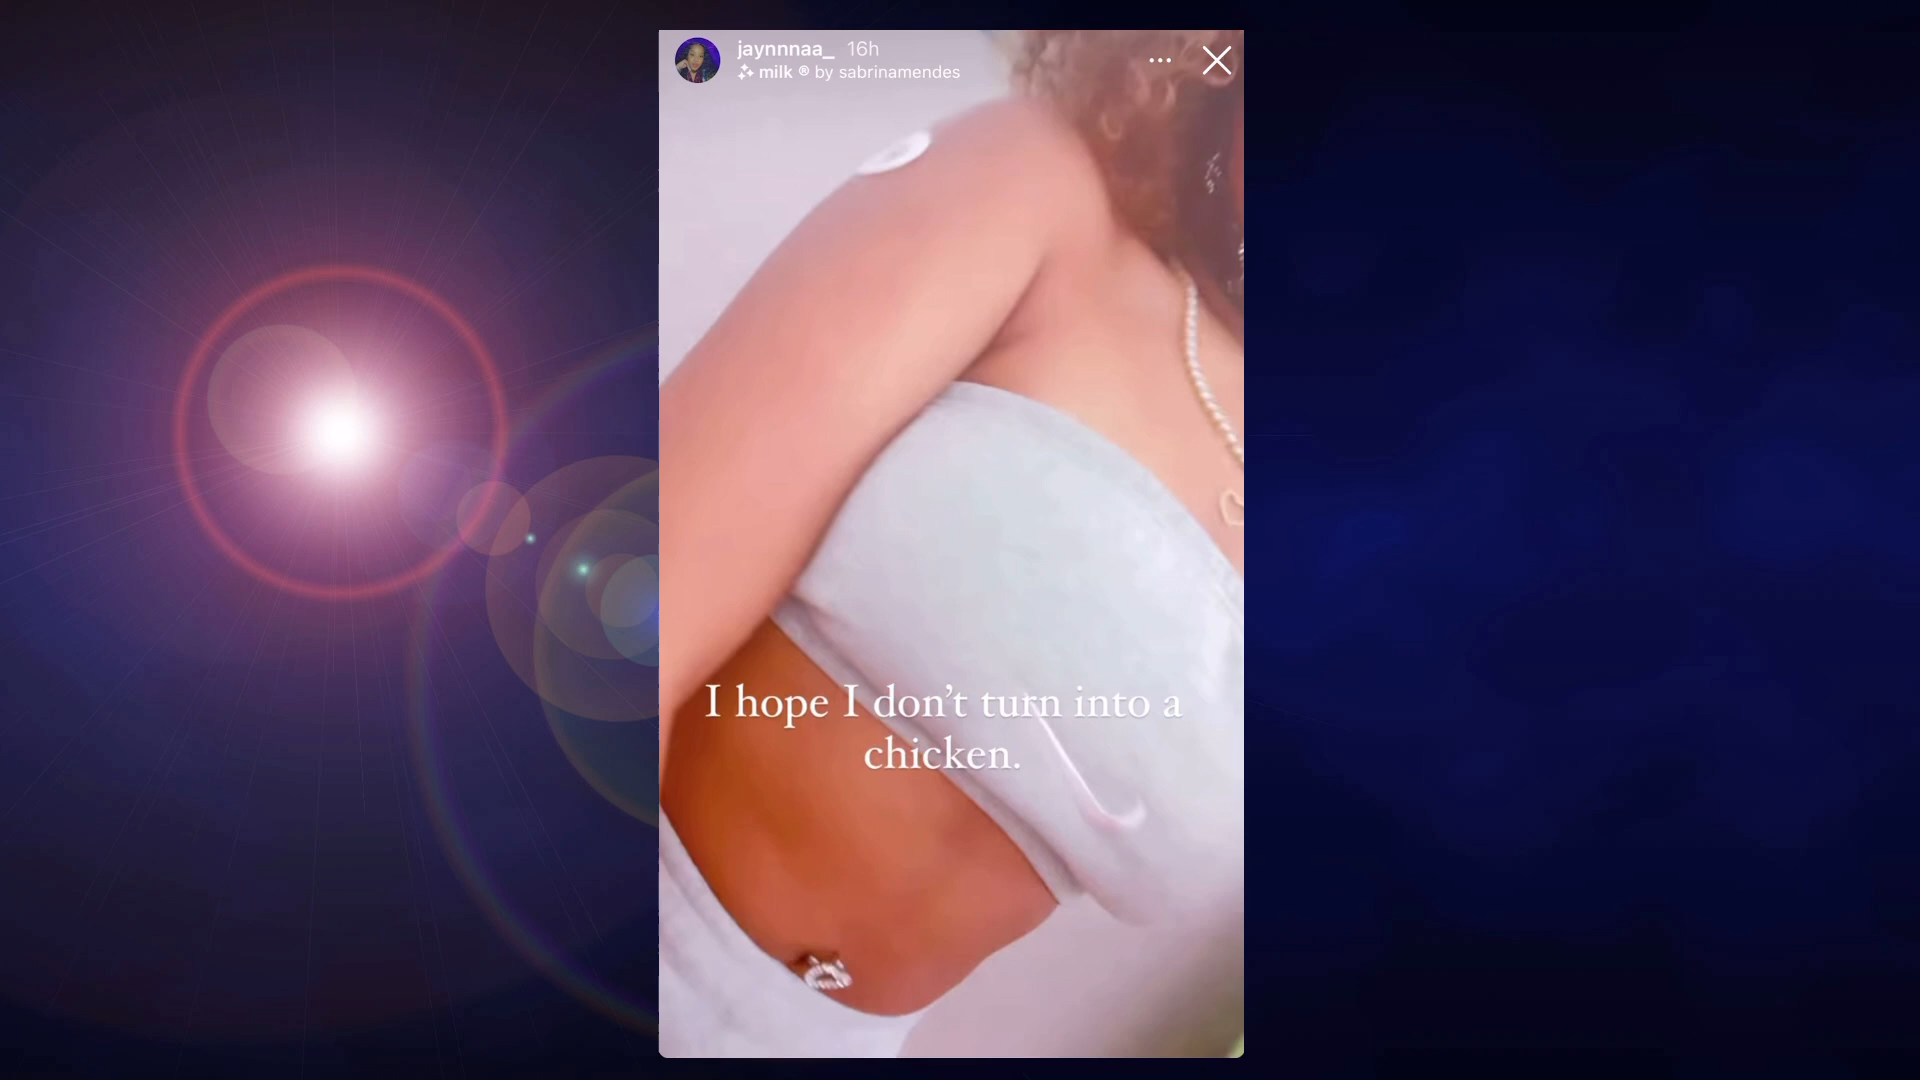 jaynnnaa_ 16h
milk ® by sabrinamendes
I hope I don't turn into a
chicken.